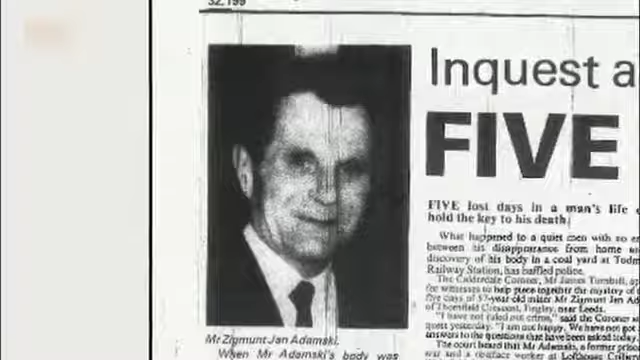 32,199
Inquest a
FIVE
FIVE lost days in a man's life
hold the key to his death.
What happened to a quiet man with no en
between his disappearance from home an
discovery of his body in a coal yard at Todm
Railway Station, has baffled police.
The Calderdale Coroner, Mr James Turnbull, ap
for witnesses to help piece together the mystery of
five days of 57-year-old miner Mr Zigmunt Jan Ad
of Thornfield Crescent, Tingley, near Leeds.
"I have not ruled out crime," said the Coroner
quest yesterday. "I am not happy. We have not go
answers to the questions that have been asked today
The court heard that Mr Adamski, a former priso
war and a coalface worker at Lofthouse
Mr Zigmunt Jan Adamski.
When Mr Adamski's body was